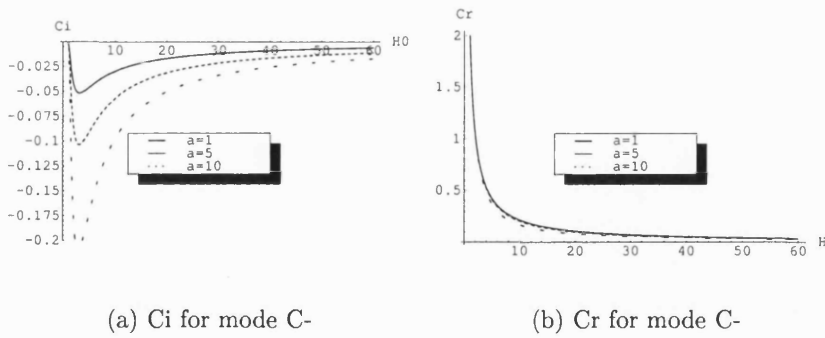 Ci
10 20 30 40 50 60 H0
-0.025
-0.05
-0.075
-0.1
-0.125
-0.15
-0.175
-0.2
a=1
a=5
a=10
(a) Ci for mode C-
Cr
2
1.5
1
0.5
10 20 30 40 50 60 H
a=1
a=5
a=10
(b) Cr for mode C-